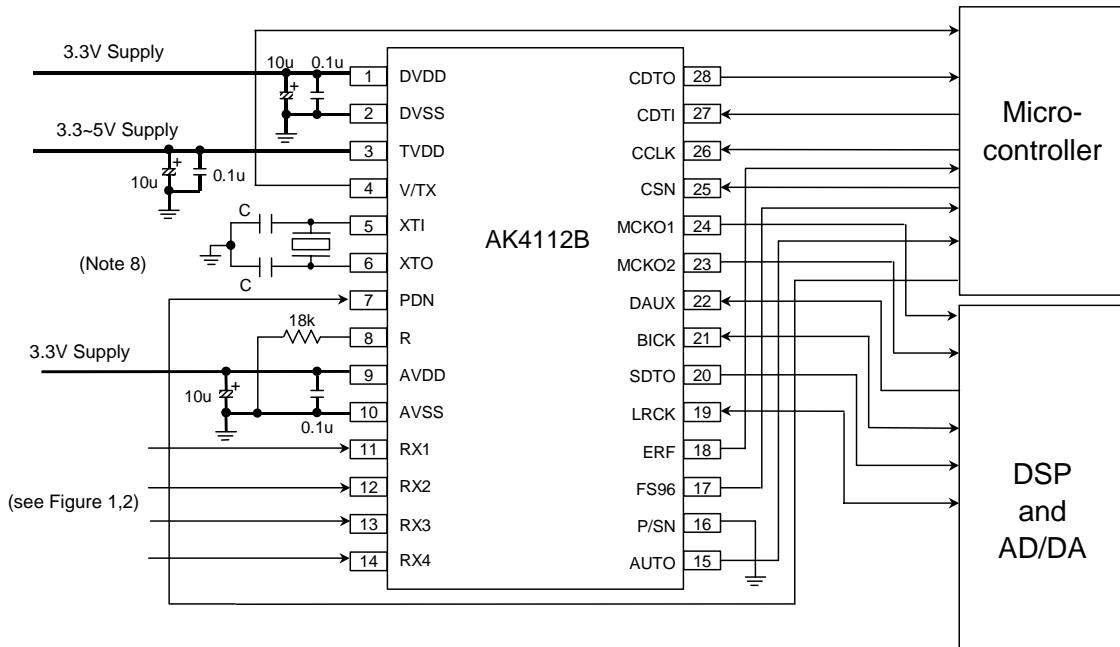 3.3V Supply
10u
+
0.1u
1
DVDD
2
DVSS
3.3~5V Supply
3
TVDD
10u
+
0.1u
4
V/TX
C
5
XTI
(Note 8)
6
XTO
C
7
PDN
18k
8
R
3.3V Supply
9
AVDD
10u
+
0.1u
10
AVSS
11
RX1
12
RX2
(see Figure 1,2)
13
RX3
14
RX4
AK4112B
CDTO
28
CDTI
27
CCLK
26
CSN
25
MCKO1
24
MCKO2
23
DAUX
22
BICK
21
SDTO
20
LRCK
19
ERF
18
FS96
17
P/SN
16
AUTO
15
Micro-
controller
DSP
and
AD/DA